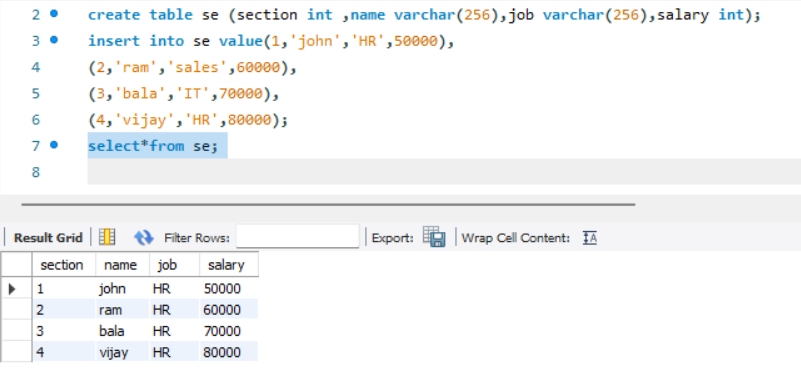 2 create table se (section int ,name varchar(256),job varchar(256),salary int);
3 insert into se value(1,'john','HR',50000),
4 (2,'ram','sales',60000),
5 (3,'bala','IT',70000),
6 (4,'vijay','HR',80000);
7 select*from se;
8
Result Grid Filter Rows: Export: Wrap Cell Content: IA
section name job salary
1 john HR 50000
2 ram HR 60000
3 bala HR 70000
4 vijay HR 80000